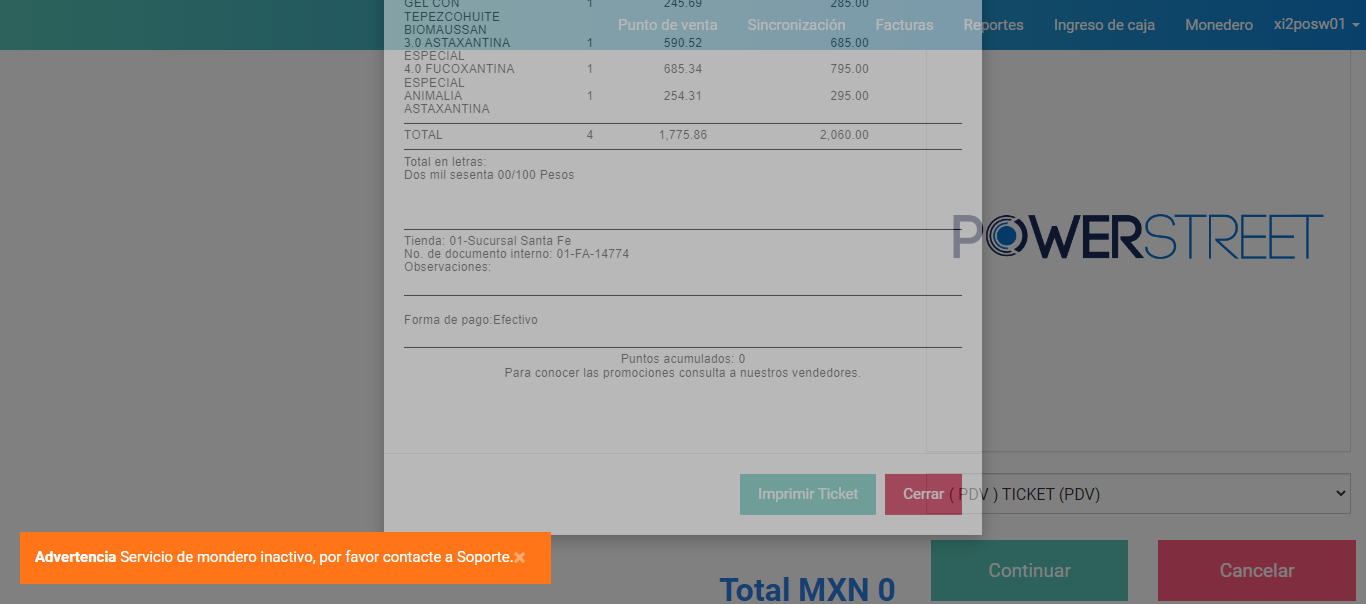 Punto de venta Sincronización Facturas Reportes Ingreso de caja Monedero xi2posw01
GEL CON 1 245.69 285.00
TEPEZCOHUITE
BIOMAUSSAN
3.0 ASTAXANTINA 1 590.52 685.00
ESPECIAL
4.0 FUCOXANTINA 1 685.34 795.00
ESPECIAL
ANIMALIA 1 254.31 295.00
ASTAXANTINA
TOTAL 4 1,775.86 2,060.00
Total en letras:
Dos mil sesenta 00/100 Pesos
Tienda: 01-Sucursal Santa Fe
No. de documento interno: 01-FA-14774
Observaciones:
Forma de pago:Efectivo
Puntos acumulados: 0
Para conocer las promociones consulta a nuestros vendedores.
Imprimir Ticket Cerrar
POWERSTREET
( PDV ) TICKET (PDV)
Advertencia Servicio de mondero inactivo, por favor contacte a Soporte.×
Total MXN 0
Continuar Cancelar